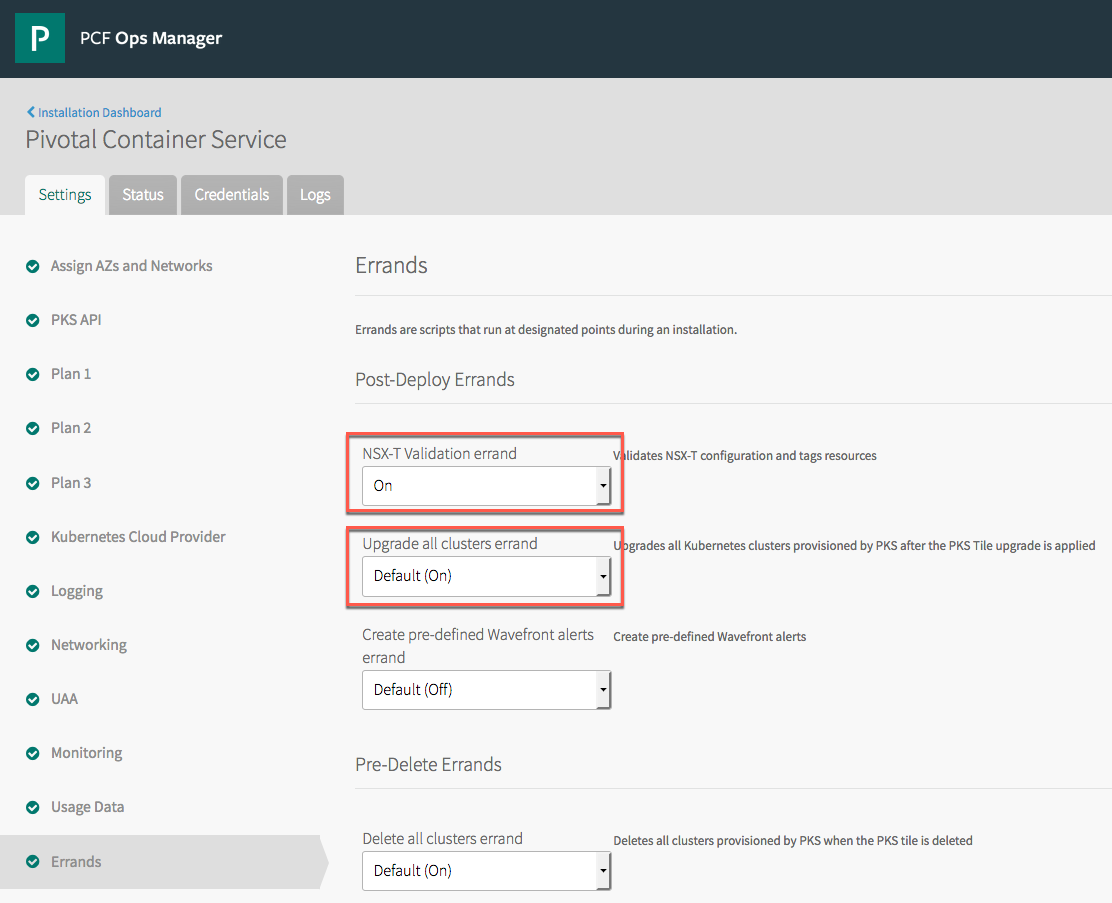 P
PCF Ops Manager
Installation Dashboard
Pivotal Container Service
Settings
Status
Credentials
Logs
Assign AZs and Networks
PKS API
Plan 1
Plan 2
Plan 3
Kubernetes Cloud Provider
Logging
Networking
UAA
Monitoring
Usage Data
Errands
Errands
Errands are scripts that run at designated points during an installation.
Post-Deploy Errands
NSX-T Validation errand
Validates NSX-T configuration and tags resources
On
Upgrade all clusters errand
Upgrades all Kubernetes clusters provisioned by PKS after the PKS Tile upgrade is applied
Default (On)
Create pre-defined Wavefront alerts
errand
Create pre-defined Wavefront alerts
Default (Off)
Pre-Delete Errands
Delete all clusters errand
Deletes all clusters provisioned by PKS when the PKS tile is deleted
Default (On)